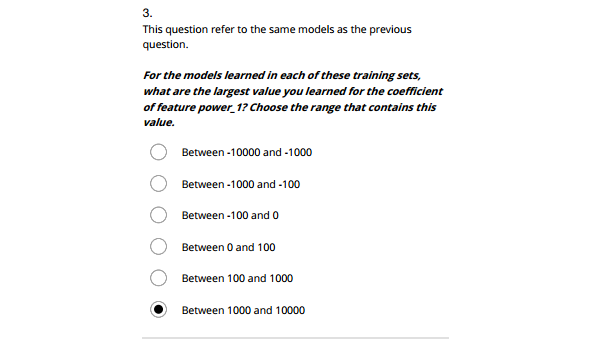 3.
This question refer to the same models as the previous
question.
For the models learned in each of these training sets,
what are the largest value you learned for the coefficient
of feature power_1? Choose the range that contains this
value.
Between -10000 and -1000
Between -1000 and -100
Between -100 and 0
Between 0 and 100
Between 100 and 1000
Between 1000 and 10000